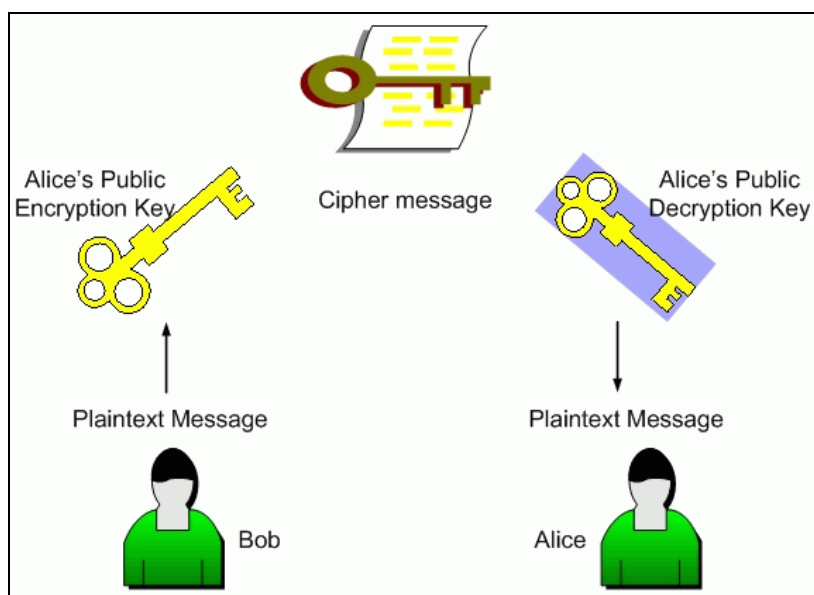 Alice's Public
Encryption Key
Cipher message
Alice's Public
Decryption Key
Plaintext Message
Plaintext Message
Bob
Alice